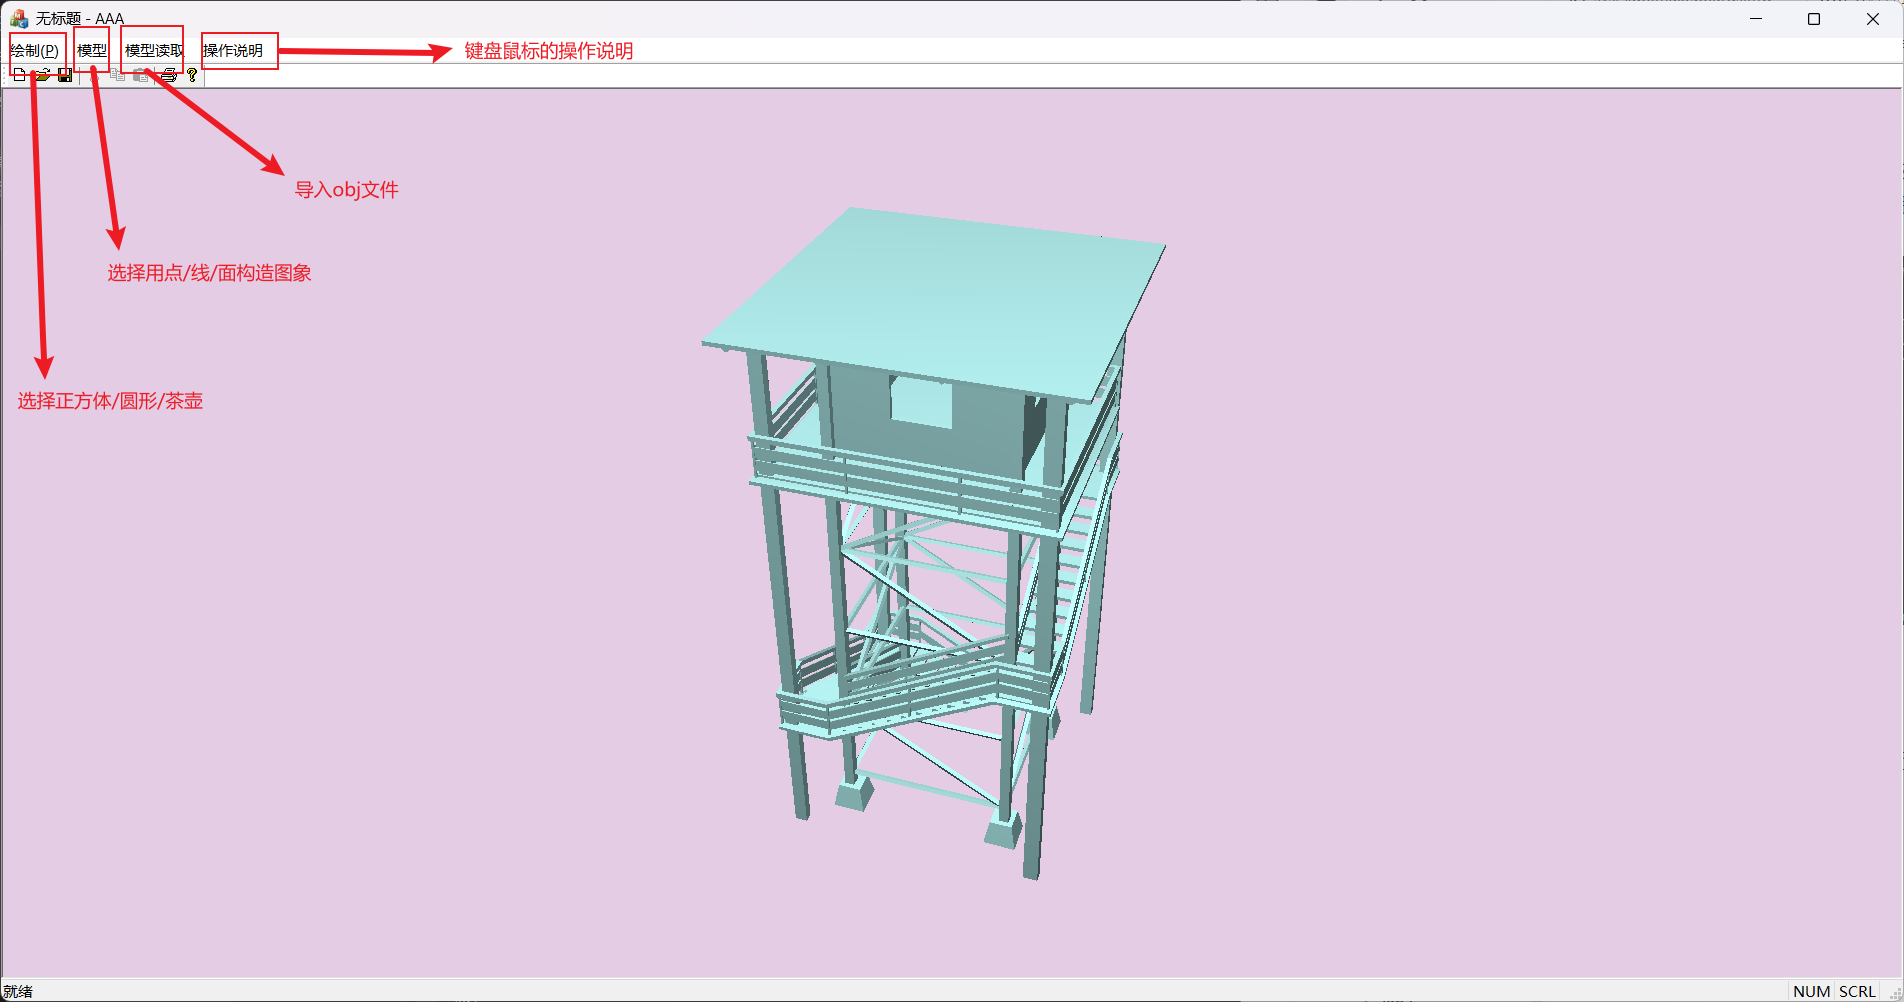 无标题 - AAA
绘制(P) 模型 模型读取 操作说明
键盘鼠标的操作说明
导入obj文件
选择用点/线/面构造图象
选择正方体/圆形/茶壶
就绪
NUM SCRL